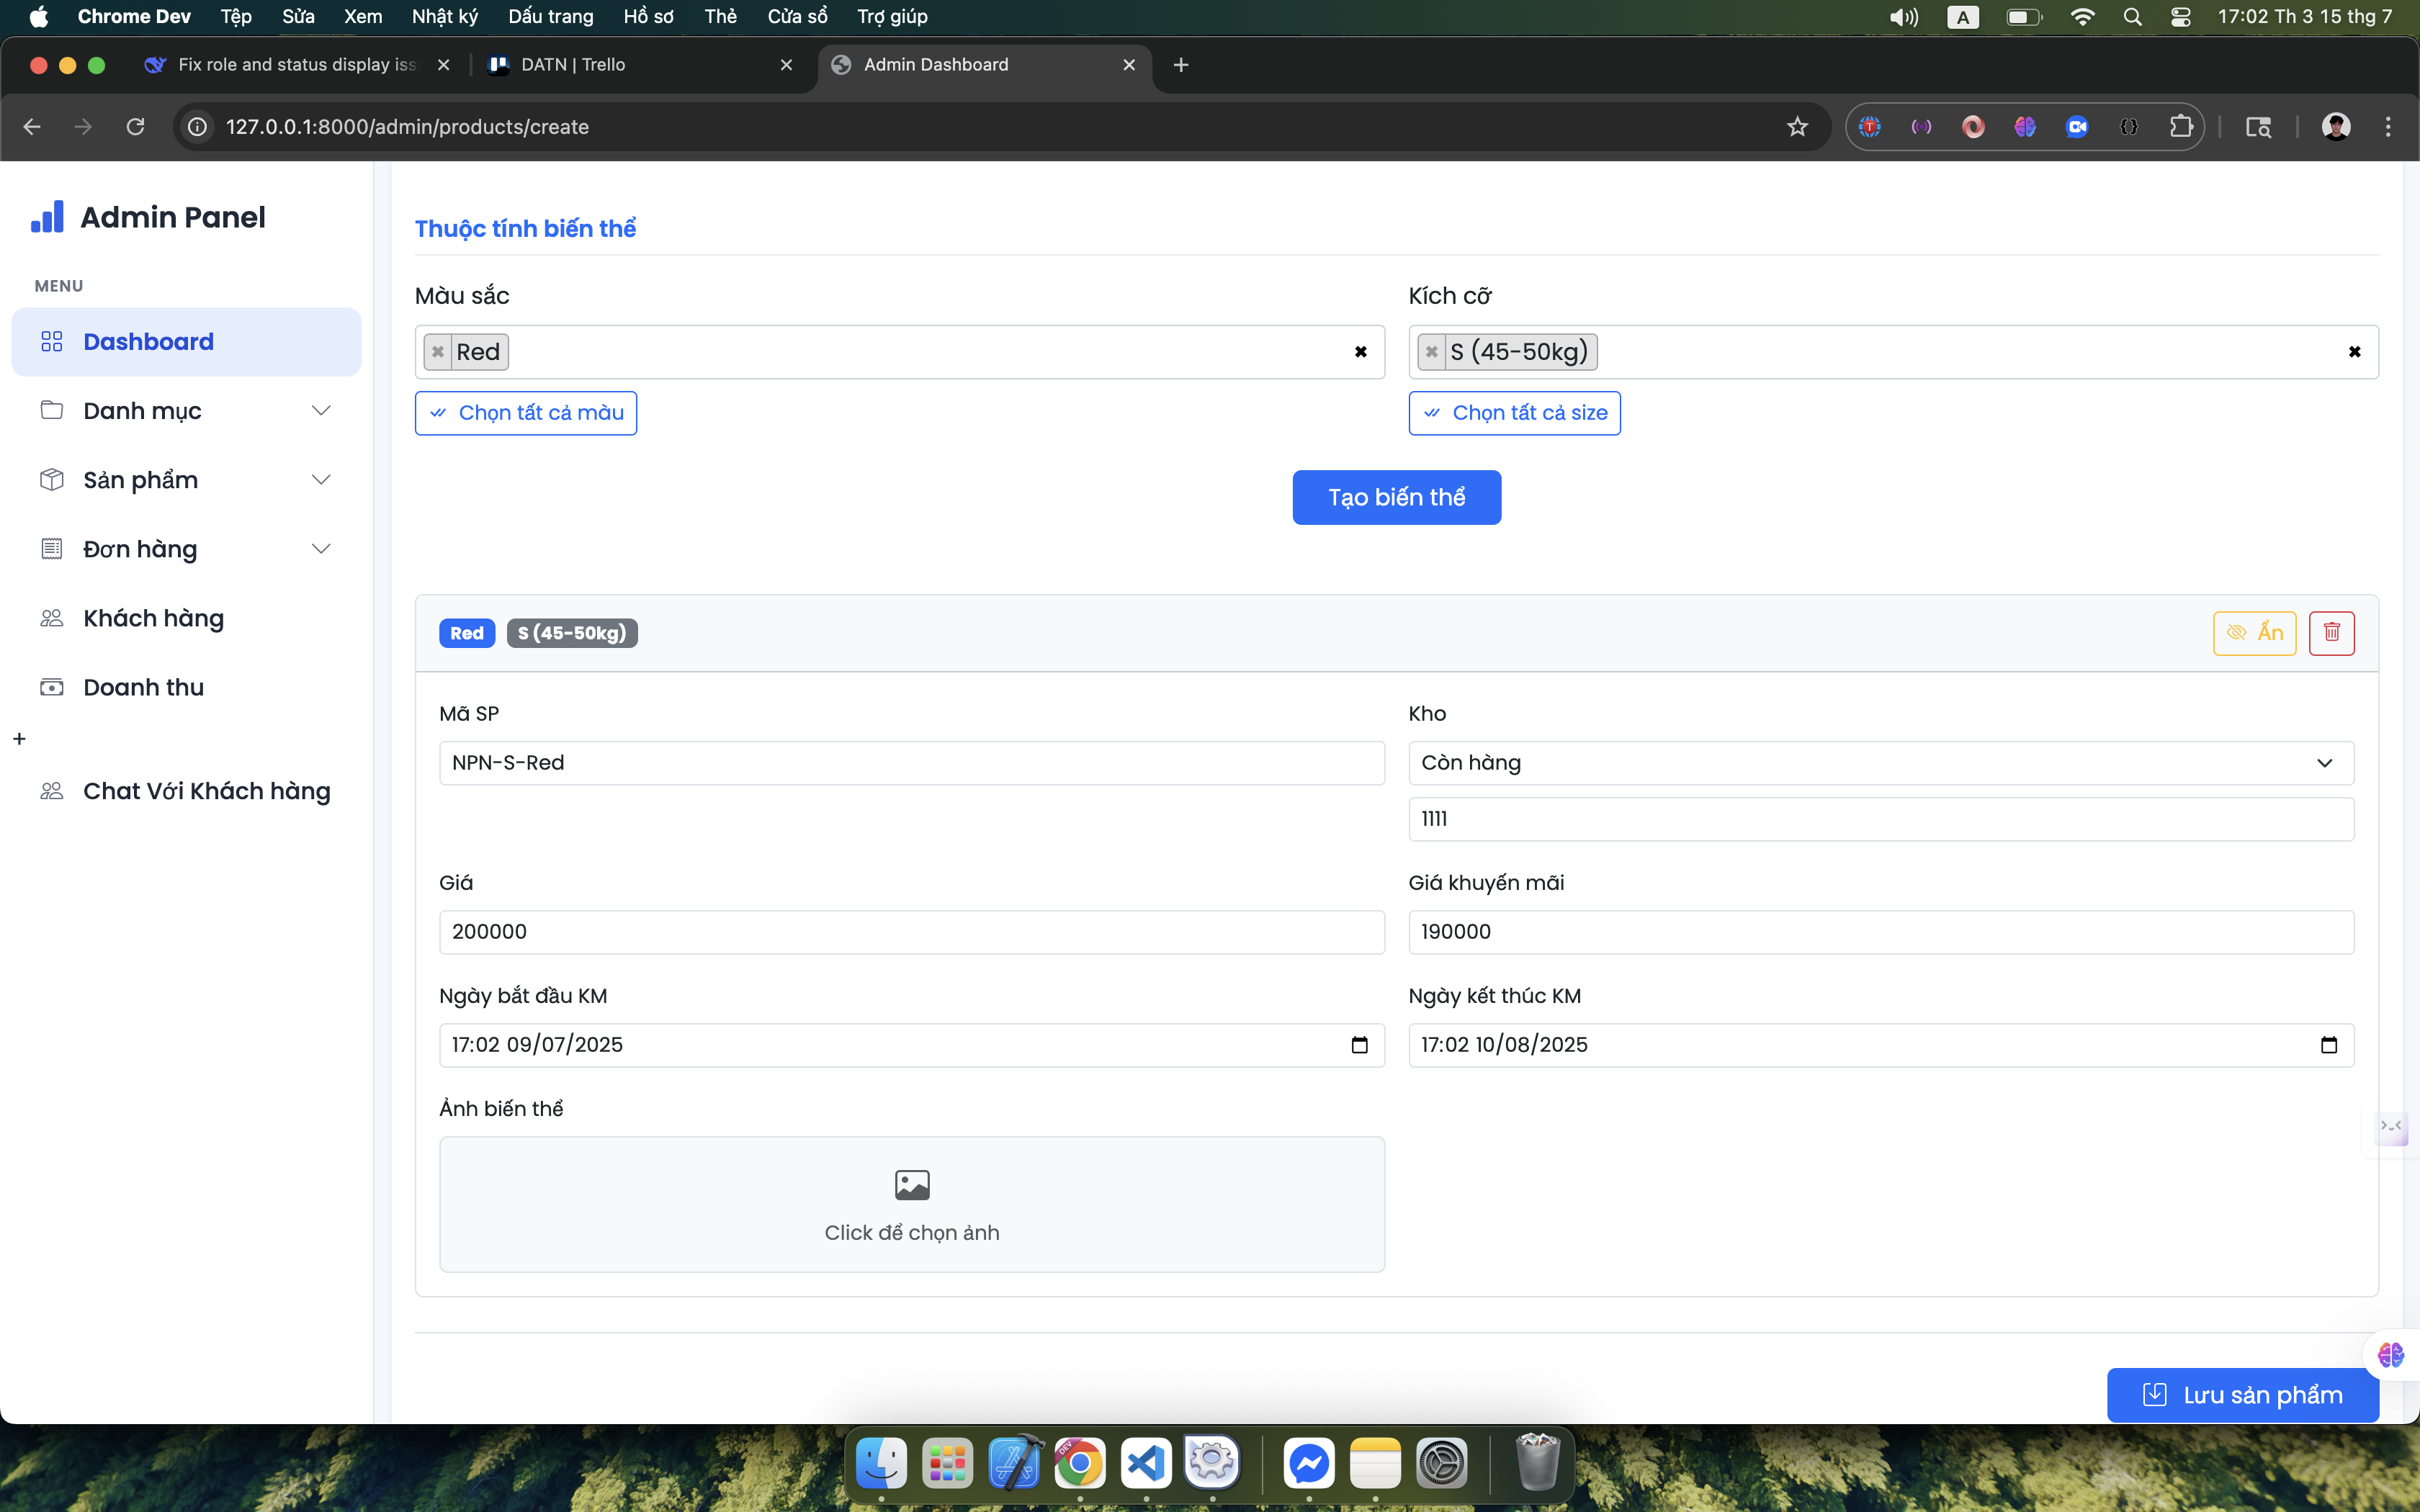 Chrome Dev Tệp Sửa Xem Nhật ký Dấu trang Hồ sơ Thẻ Cửa sổ Trợ giúp A 17:02 Th 3 15 thg 7
Fix role and status display iss DATN | Trello Admin Dashboard
127.0.0.1:8000/admin/products/create
Admin Panel
MENU
Dashboard
Danh mục
Sản phẩm
Đơn hàng
Khách hàng
Doanh thu
+
Chat Với Khách hàng
Thuộc tính biến thể
Màu sắc Kích cỡ
Red S (45-50kg)
Chọn tất cả màu Chọn tất cả size
Tạo biến thể
Red S (45-50kg) Ẩn
Mã SP Kho
NPN-S-Red Còn hàng
1111
Giá Giá khuyến mãi
200000 190000
Ngày bắt đầu KM Ngày kết thúc KM
17:02 09/07/2025 17:02 10/08/2025
Ảnh biến thể
Click để chọn ảnh
Lưu sản phẩm